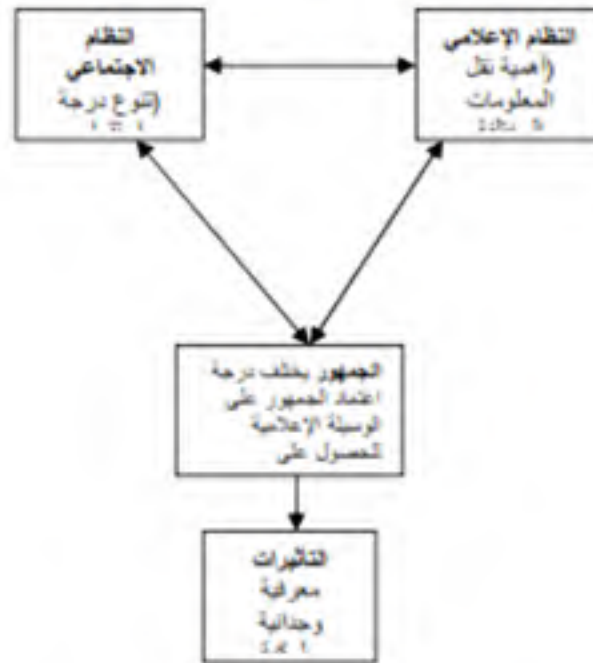 النظام الإعلامي
(أهمية نقل
المعلومات
النظام
الاجتماعي
(تنوع درجة
الجمهور يختلف درجة
اعتماد الجمهور على
الوسيلة الإعلامية
للحصول على
التأثيرات
معرفية
وجدانية